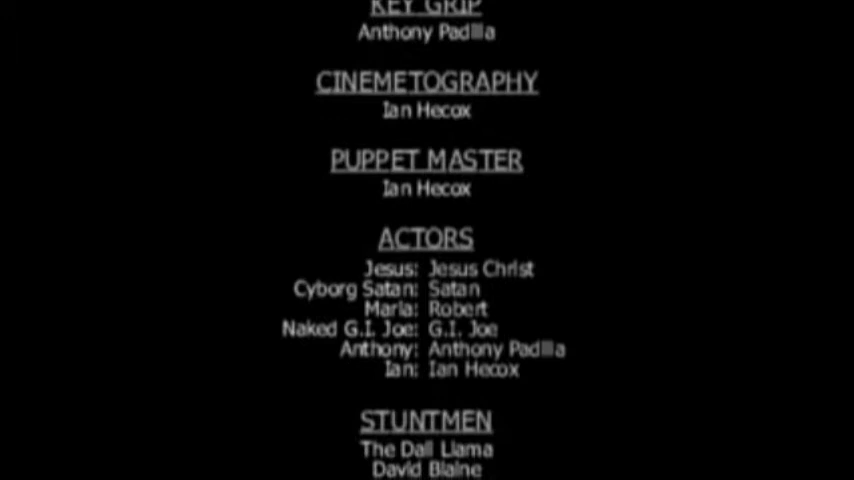 KEY GRIP
Anthony Padilla
CINEMETOGRAPHY
Ian Hecox
PUPPET MASTER
Ian Hecox
ACTORS
Jesus: Jesus Christ
Cyborg Satan: Satan
Maria: Robert
Naked G.I. Joe: G.I. Joe
Anthony: Anthony Padilla
Ian: Ian Hecox
STUNTMEN
The Dali Llama
David Blaine